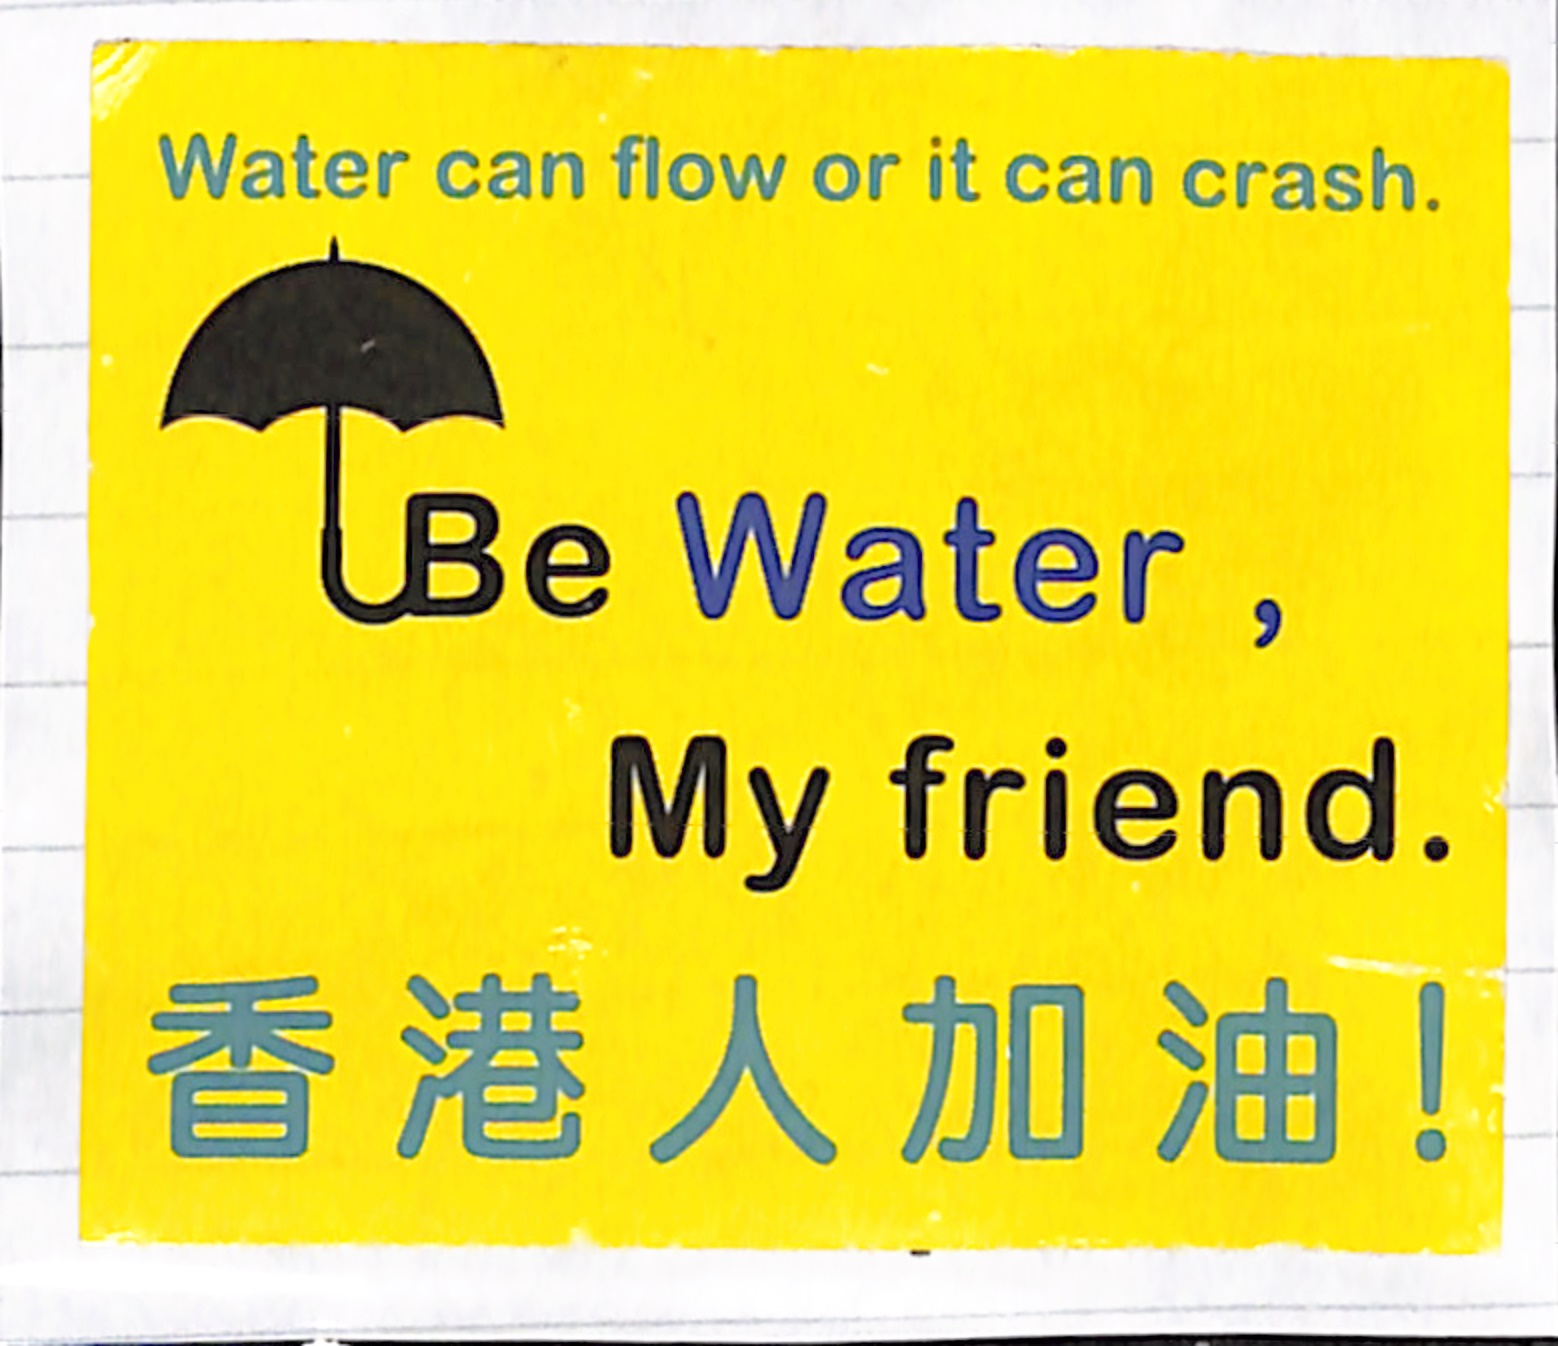 Water can flow or it can crash.
Be Water ,
My friend.
香港人加油！